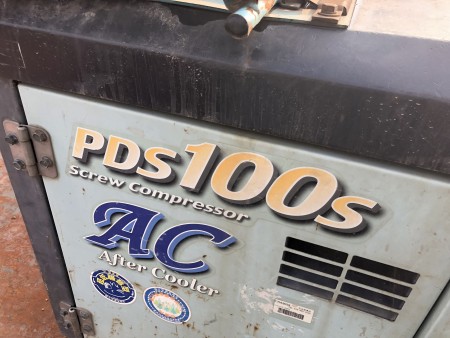 PDS100s
Screw Compressor
AC
After Cooler